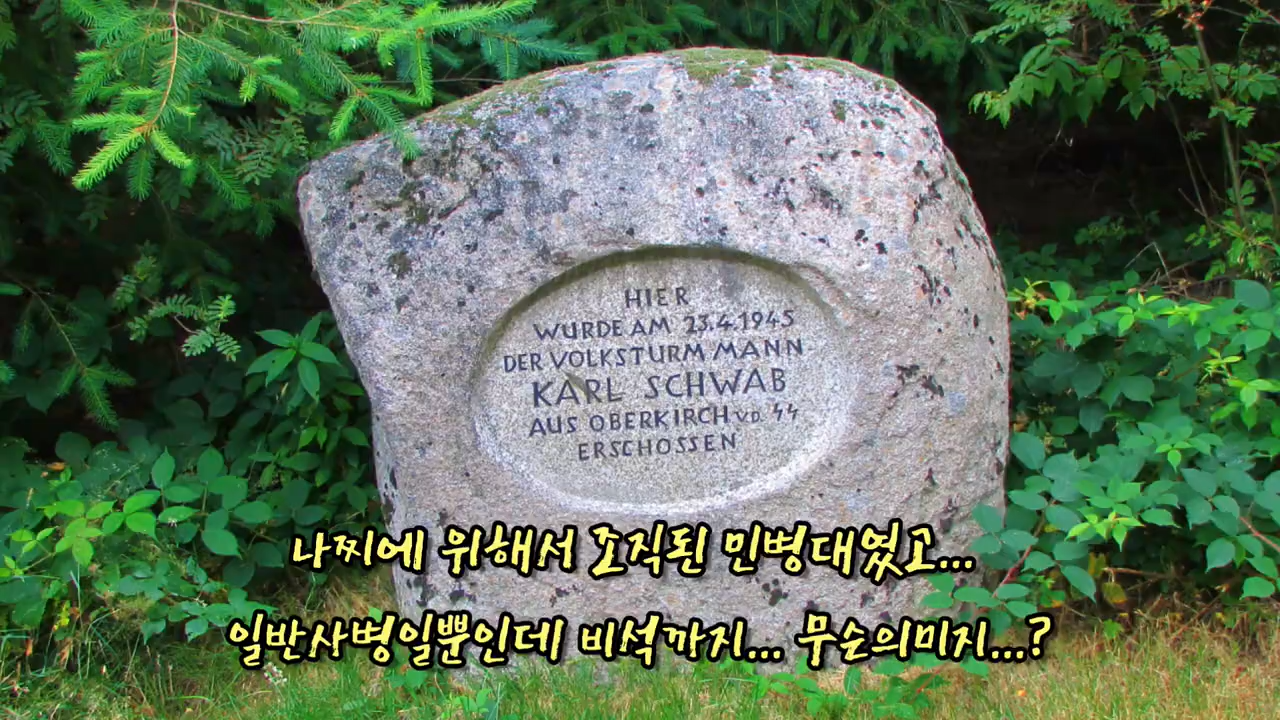 HIER
WURDE AM 23.4.1945
DER VOLKSTURM MANN
KARL SCHWAB
AUS OBERKIRCH V.D. SS
ERSCHOSSEN
나찌에 위해서 조직된 민병대였고...
일반사병일뿐인데 비석까지... 무슨의미지...?